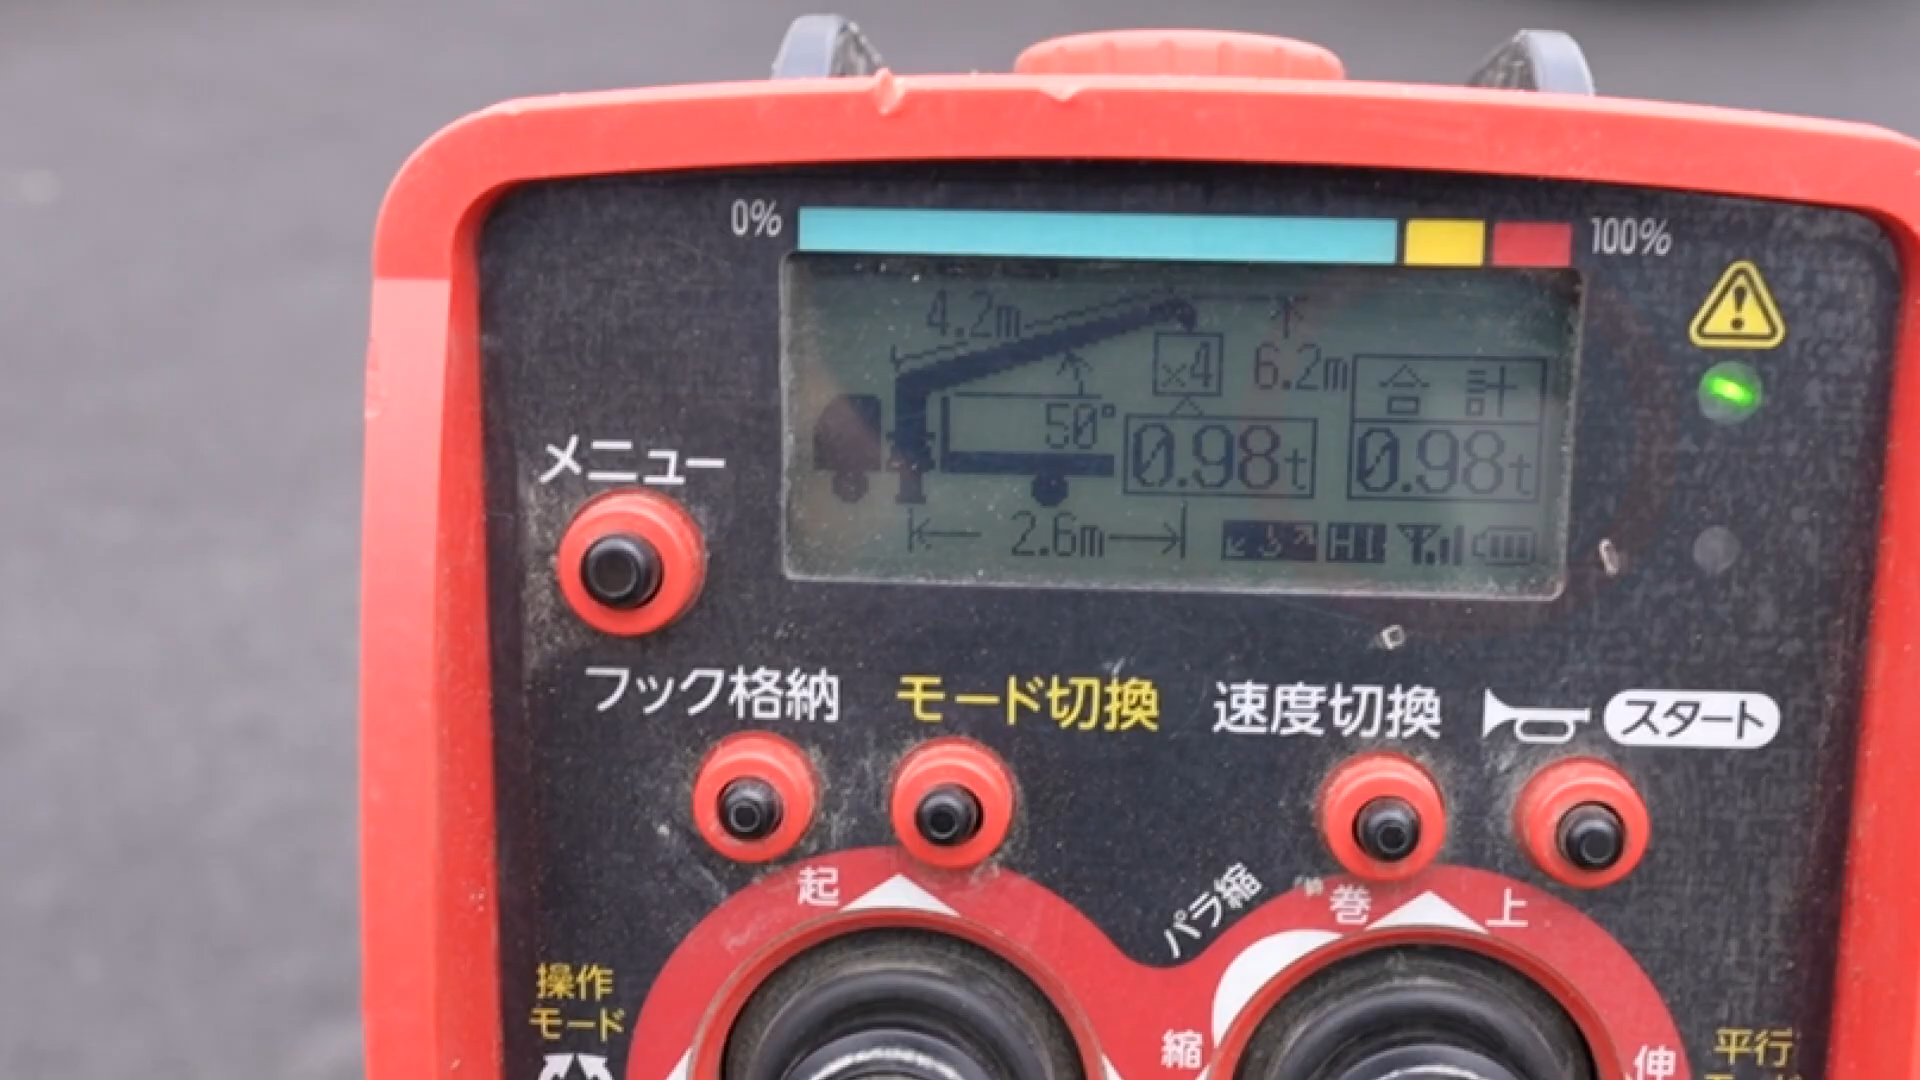 0% 100%
4.2m
x4 6.2m 合計
50° 0.98t 0.98t
2.6m HI
メニュー
フック格納 モード切換 速度切換 スタート
起 パラ縮 巻 上
操作
モード
縮 伸 平行